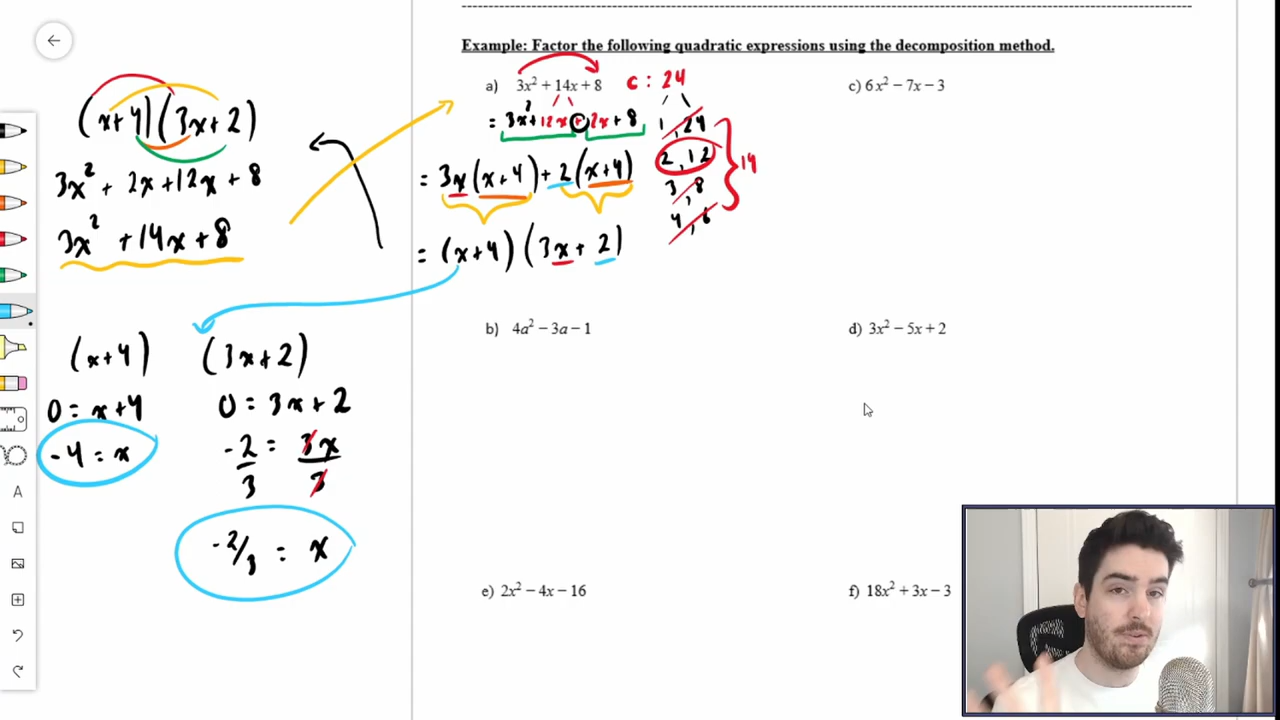 Example: Factor the following quadratic expressions using the decomposition method.
a) 3x² + 14x + 8
c : 24
= 3x² + 12x + 2x + 8
1 , 24
= 3x(x+4) + 2(x+4)
2 , 12
14
3 , 8
4 , 6
= (x+4)(3x+2)
c) 6x² − 7x − 3
(x+4)(3x+2)
3x² + 2x + 12x + 8
3x² + 14x + 8
(x+4)
0 = x+4
-4 = x
(3x+2)
0 = 3x+2
-2/3 = 3x/3
-2/3 = x
b) 4a² − 3a − 1
d) 3x² − 5x + 2
e) 2x² − 4x − 16
f) 18x² + 3x − 3
A